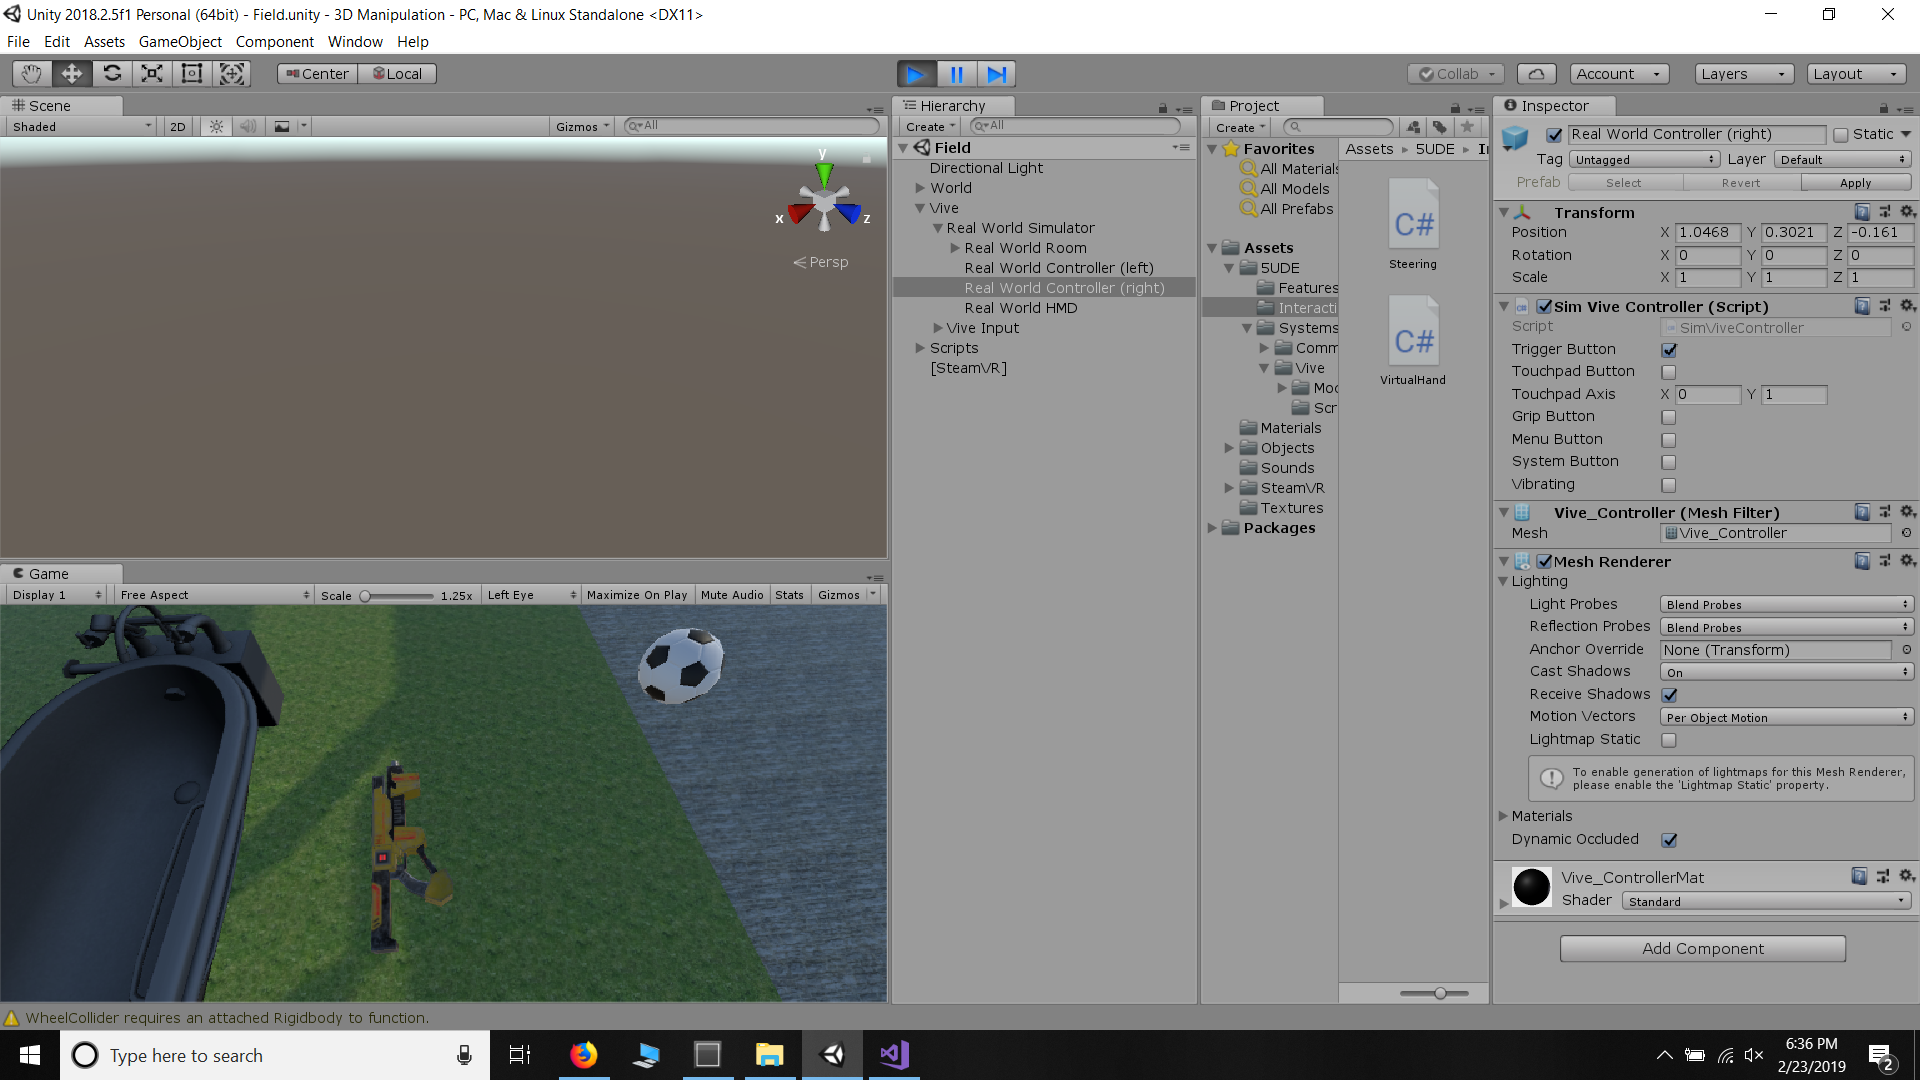 Unity 2018.2.5f1 Personal (64bit) - Field.unity - 3D Manipulation - PC, Mac & Linux Standalone <DX11>
File Edit Assets GameObject Component Window Help
Center Local Collab Account Layers Layout
Scene
Shaded 2D Gizmos All
y
x z
Persp
Game
Display 1 Free Aspect Scale 1.25x Left Eye Maximize On Play Mute Audio Stats Gizmos
Hierarchy
Create All
Field
Directional Light
World
Vive
Real World Simulator
Real World Room
Real World Controller (left)
Real World Controller (right)
Real World HMD
Vive Input
Scripts
[SteamVR]
Project
Create
Favorites
All Materials
All Models
All Prefabs
Assets
5UDE
Features
Interacti
Systems
Comm
Vive
Moc
Scr
Materials
Objects
Sounds
SteamVR
Textures
Packages
Assets 5UDE In
C#
Steering
C#
VirtualHand
Inspector
Real World Controller (right) Static
Tag Untagged Layer Default
Prefab Select Revert Apply
Transform
Position X 1.0468 Y 0.3021 Z -0.161
Rotation X 0 Y 0 Z 0
Scale X 1 Y 1 Z 1
Sim Vive Controller (Script)
Script SimViveController
Trigger Button
Touchpad Button
Touchpad Axis X 0 Y 1
Grip Button
Menu Button
System Button
Vibrating
Vive_Controller (Mesh Filter)
Mesh Vive_Controller
Mesh Renderer
Lighting
Light Probes Blend Probes
Reflection Probes Blend Probes
Anchor Override None (Transform)
Cast Shadows On
Receive Shadows
Motion Vectors Per Object Motion
Lightmap Static
To enable generation of lightmaps for this Mesh Renderer,
please enable the 'Lightmap Static' property.
Materials
Dynamic Occluded
Vive_ControllerMat
Shader Standard
Add Component
WheelCollider requires an attached Rigidbody to function.
Type here to search
6:36 PM
2/23/2019
2